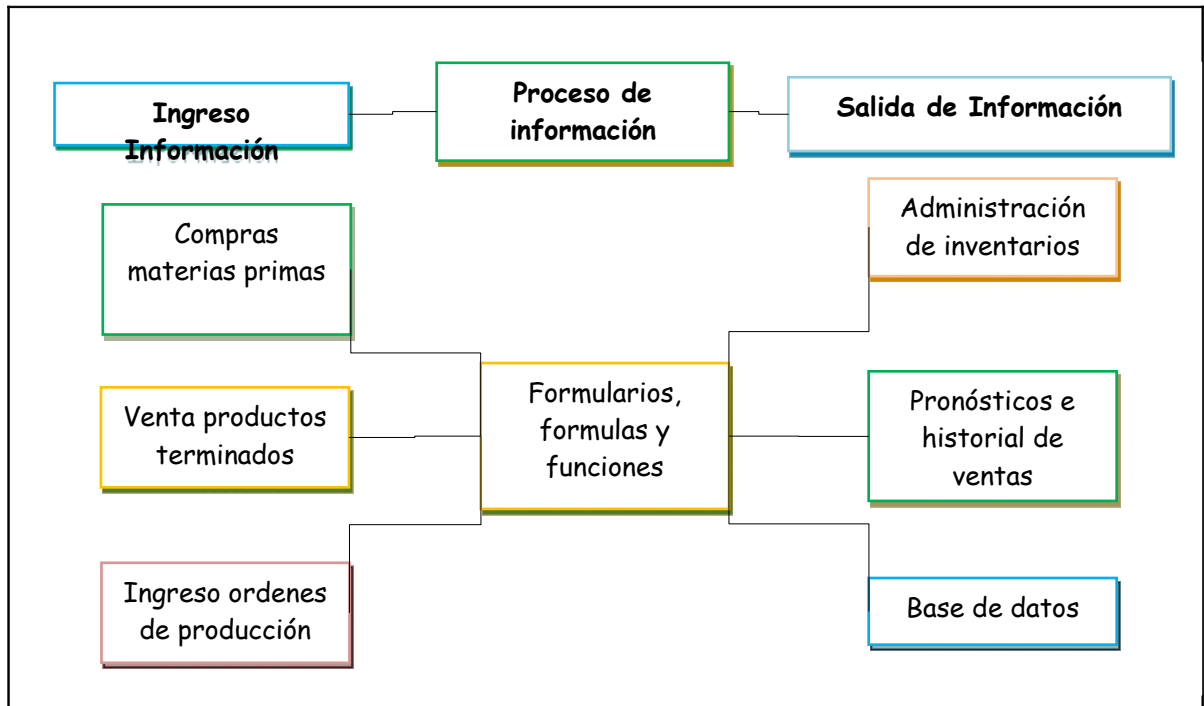 Ingreso
Información
Proceso de
información
Salida de Información
Compras
materias primas
Administración
de inventarios
Venta productos
terminados
Formularios,
formulas y
funciones
Pronósticos e
historial de
ventas
Ingreso ordenes
de producción
Base de datos